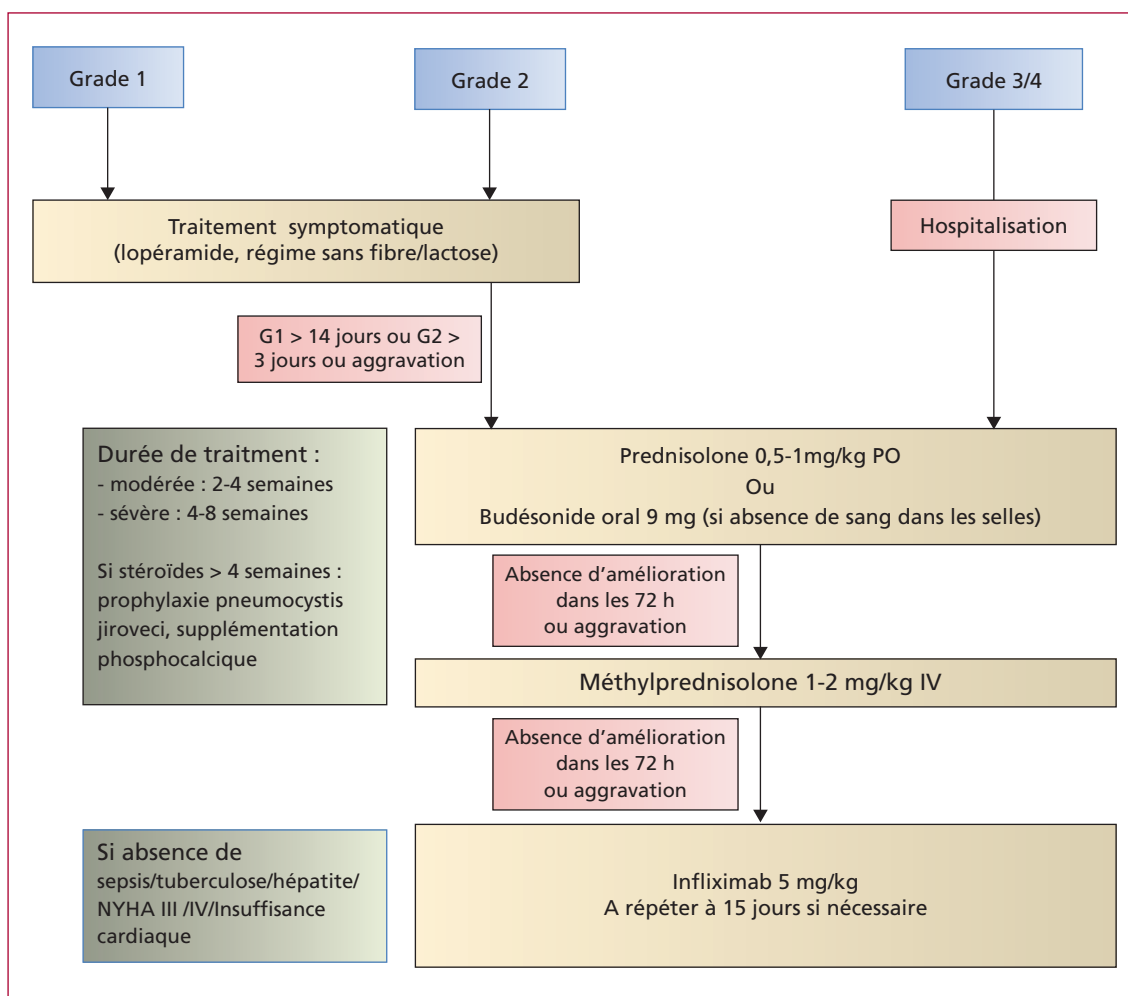 Grade 1
Grade 2
Grade 3/4
Traitement symptomatique
(lopéramide, régime sans fibre/lactose)
Hospitalisation
G1 > 14 jours ou G2 >
3 jours ou aggravation
Durée de traitement :
- modérée : 2-4 semaines
- sévère : 4-8 semaines
Si stéroïdes > 4 semaines :
prophylaxie pneumocystis
jiroveci, supplémentation
phosphocalcique
Prednisolone 0,5-1mg/kg PO
Ou
Budésonide oral 9 mg (si absence de sang dans les selles)
Absence d’amélioration
dans les 72 h
ou aggravation
Méthylprednisolone 1-2 mg/kg IV
Absence d’amélioration
dans les 72 h
ou aggravation
Si absence de
sepsis/tuberculose/hépatite/
NYHA III /IV/Insuffisance
cardiaque
Infliximab 5 mg/kg
A répéter à 15 jours si nécessaire